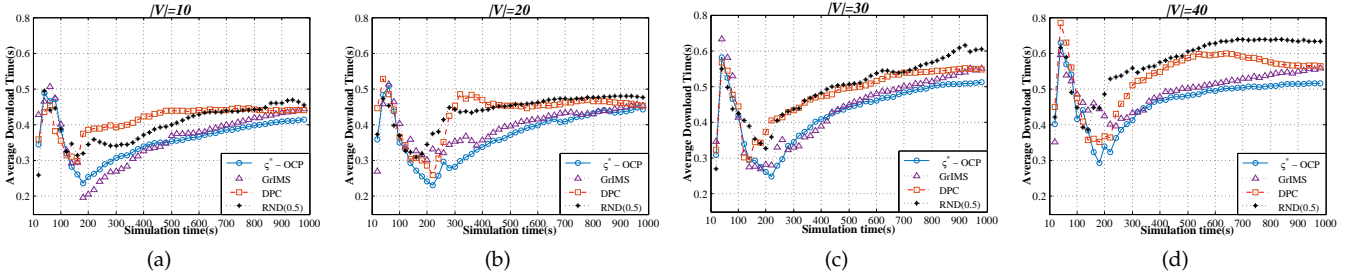 |V|=10
Average Download Time(s)
0.8
0.7
0.6
0.5
0.4
0.3
0.2
10 100 200 300 400 500 600 700 800 900 1000
Simulation time(s)
ς* − OCP
GrIMS
DPC
RND(0.5)
(a)
|V|=20
Average Download Time(s)
0.8
0.7
0.6
0.5
0.4
0.3
0.2
10 100 200 300 400 500 600 700 800 900 1000
Simulation time(s)
ς* − OCP
GrIMS
DPC
RND(0.5)
(b)
|V|=30
Average Download Time(s)
0.6
0.5
0.4
0.3
0.2
10 100 200 300 400 500 600 700 800 900 1000
Simulation time(s)
ς* − OCP
GrIMS
DPC
RND(0.5)
(c)
|V|=40
Average Download Time(s)
0.8
0.7
0.6
0.5
0.4
0.3
0.2
10 100 200 300 400 500 600 700 800 900 1000
Simulation time(s)
ς* − OCP
GrIMS
DPC
RND(0.5)
(d)